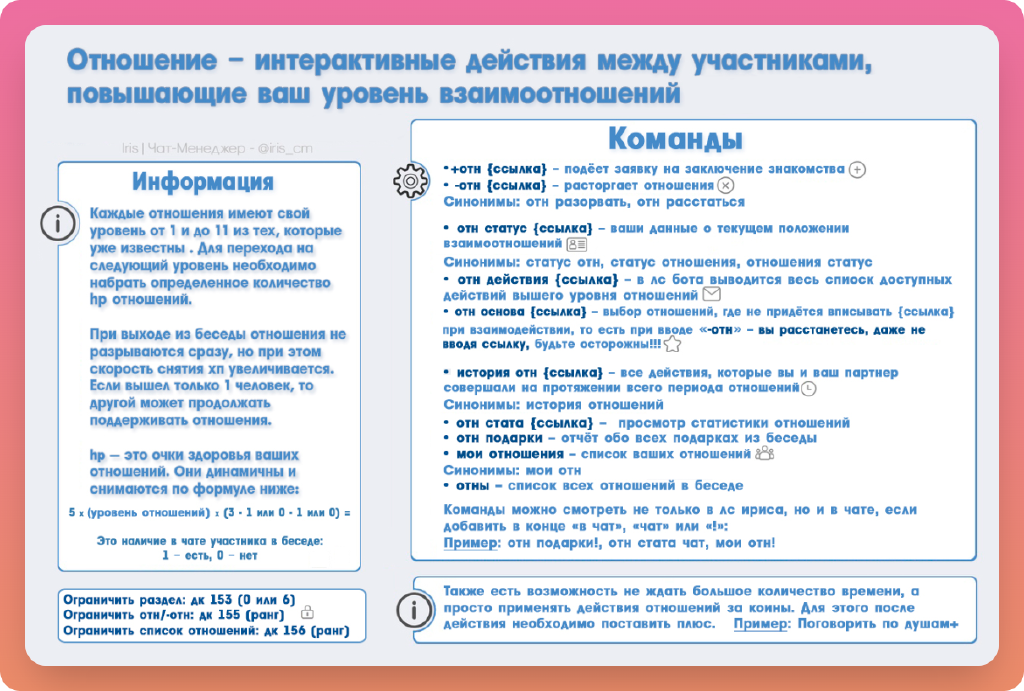 Отношение – интерактивные действия между участниками,
повышающие ваш уровень взаимоотношений
Iris | Чат-Менеджер - @iris_cm
Информация
Каждые отношения имеют свой
уровень от 1 и до 11 из тех, которые
уже известны . Для перехода на
следующий уровень необходимо
набрать определенное количество
hp отношений.
При выходе из беседы отношения не
разрываются сразу, но при этом
скорость снятия хп увеличивается.
Если вышел только 1 человек, то
другой может продолжать
поддерживать отношения.
hp – это очки здоровья ваших
отношений. Они динамичны и
снимаются по формуле ниже:
5 x (уровень отношений) x (3 - 1 или 0 - 1 или 0) =
Это наличие в чате участника в беседе:
1 – есть, 0 – нет
Ограничить раздел: дк 153 (0 или 6)
Ограничить отн/-отн: дк 155 (ранг)
Ограничить список отношений: дк 156 (ранг)
Команды
•+отн {ссылка} – подёет заявку на заключение знакомства
• -отн {ссылка} – расторгает отношения
Синонимы: отн разорвать, отн расстаться
• отн статус {ссылка} – ваши данные о текущем положении
взаимоотношений
Синонимы: статус отн, статус отношения, отношения статус
• отн действия {ссылка} – в лс бота выводится весь список доступных
действий вышего уровня отношений
• отн основа {ссылка} – выбор отношений, где не придётся вписывать {ссылка}
при взаимодействии, то есть при вводе «-отн» – вы расстанетесь, даже не
вводя ссылку, будьте осторожны!!!
• история отн {ссылка} – все действия, которые вы и ваш партнер
совершали на протяжении всего периода отношений
Синонимы: история отношений
• отн стата {ссылка} – просмотр статистики отношений
• отн подарки – отчёт обо всех подарках из беседы
• мои отношения – список ваших отношений
Синонимы: мои отн
• отны – список всех отношений в беседе
Команды можно смотреть не только в лс ириса, но и в чате, если
добавить в конце «в чат», «чат» или «!»:
Пример: отн подарки!, отн стата чат, мои отн!
Также есть возможность не ждать большое количество времени, а
просто применять действия отношений за коины. Для этого после
действия необходимо поставить плюс. Пример: Поговорить по душам+